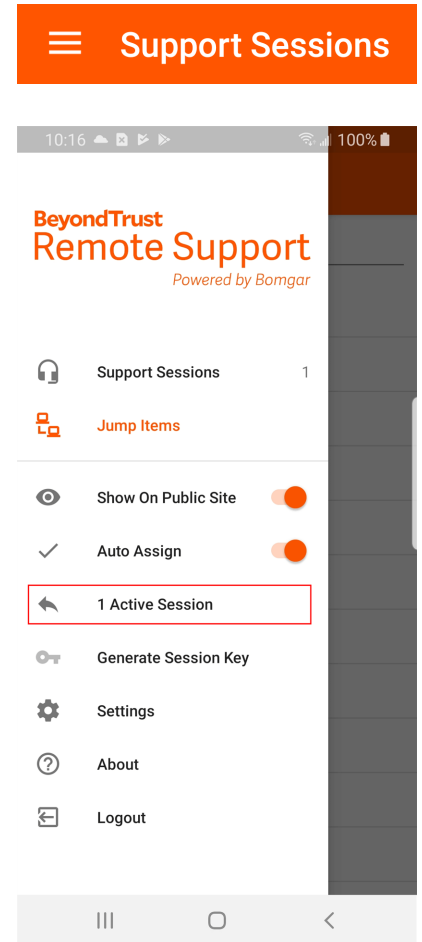 Support Sessions
10:16 100%
BeyondTrust
Remote Support
Powered by Bomgar
Support Sessions 1
Jump Items
Show On Public Site
Auto Assign
1 Active Session
Generate Session Key
Settings
About
Logout